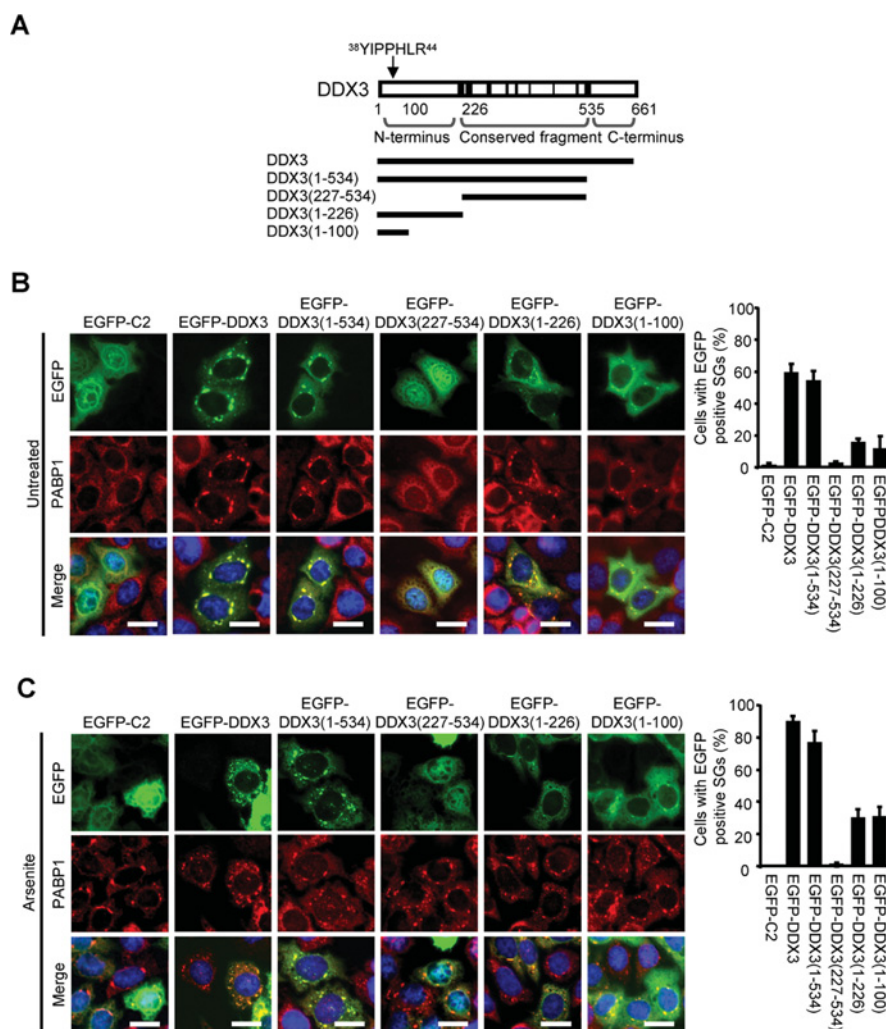 A
³⁸YIPPHLR⁴⁴
DDX3
1 100 226 535 661
N-terminus Conserved fragment C-terminus
DDX3
DDX3(1-534)
DDX3(227-534)
DDX3(1-226)
DDX3(1-100)
B
EGFP-C2 EGFP-DDX3 EGFP-DDX3(1-534) EGFP-DDX3(227-534) EGFP-DDX3(1-226) EGFP-DDX3(1-100)
Untreated
EGFP
PABP1
Merge
Cells with EGFP
positive SGs (%)
100
80
60
40
20
0
EGFP-C2
EGFP-DDX3
EGFP-DDX3(1-534)
EGFP-DDX3(227-534)
EGFP-DDX3(1-226)
EGFPDDX3(1-100)
C
EGFP-C2 EGFP-DDX3 EGFP-DDX3(1-534) EGFP-DDX3(227-534) EGFP-DDX3(1-226) EGFP-DDX3(1-100)
Arsenite
EGFP
PABP1
Merge
Cells with EGFP
positive SGs (%)
100
80
60
40
20
0
EGFP-C2
EGFP-DDX3
EGFP-DDX3(1-534)
EGFP-DDX3(227-534)
EGFP-DDX3(1-226)
EGFP-DDX3(1-100)